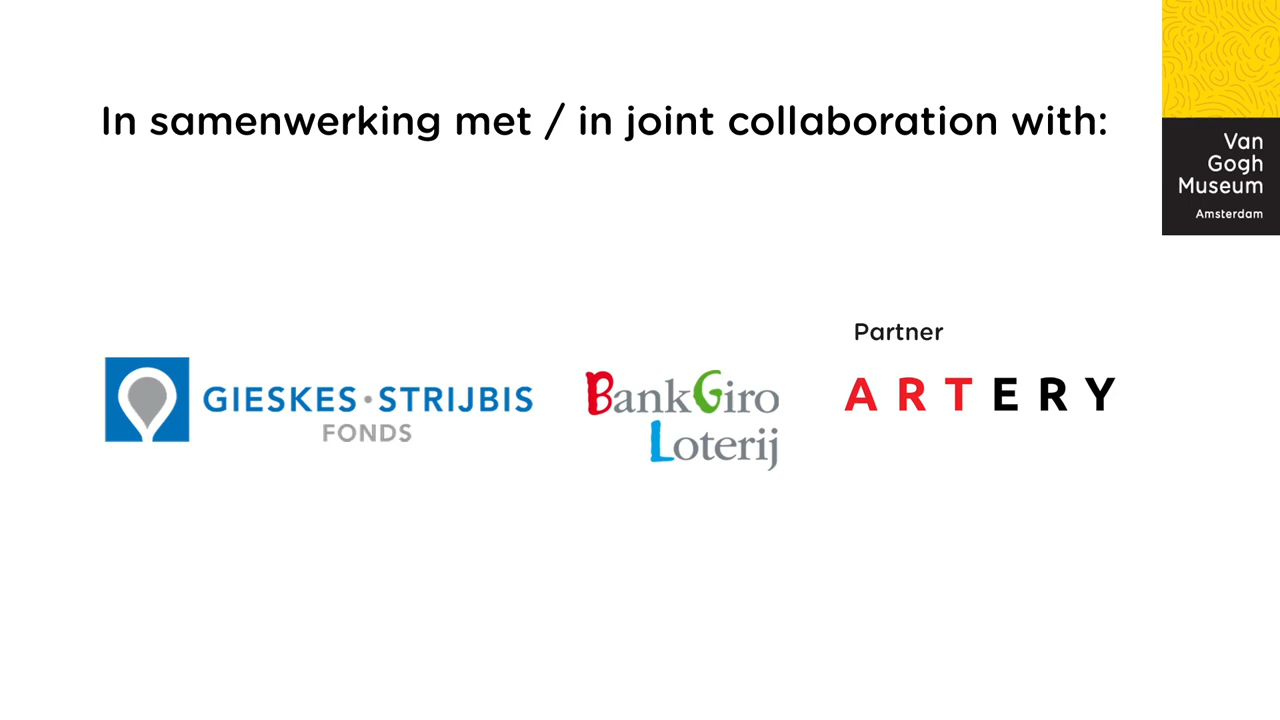 In samenwerking met / in joint collaboration with:
Van
Gogh
Museum
Amsterdam
GIESKES·STRIJBIS
FONDS
BankGiro
Loterij
Partner
ARTERY